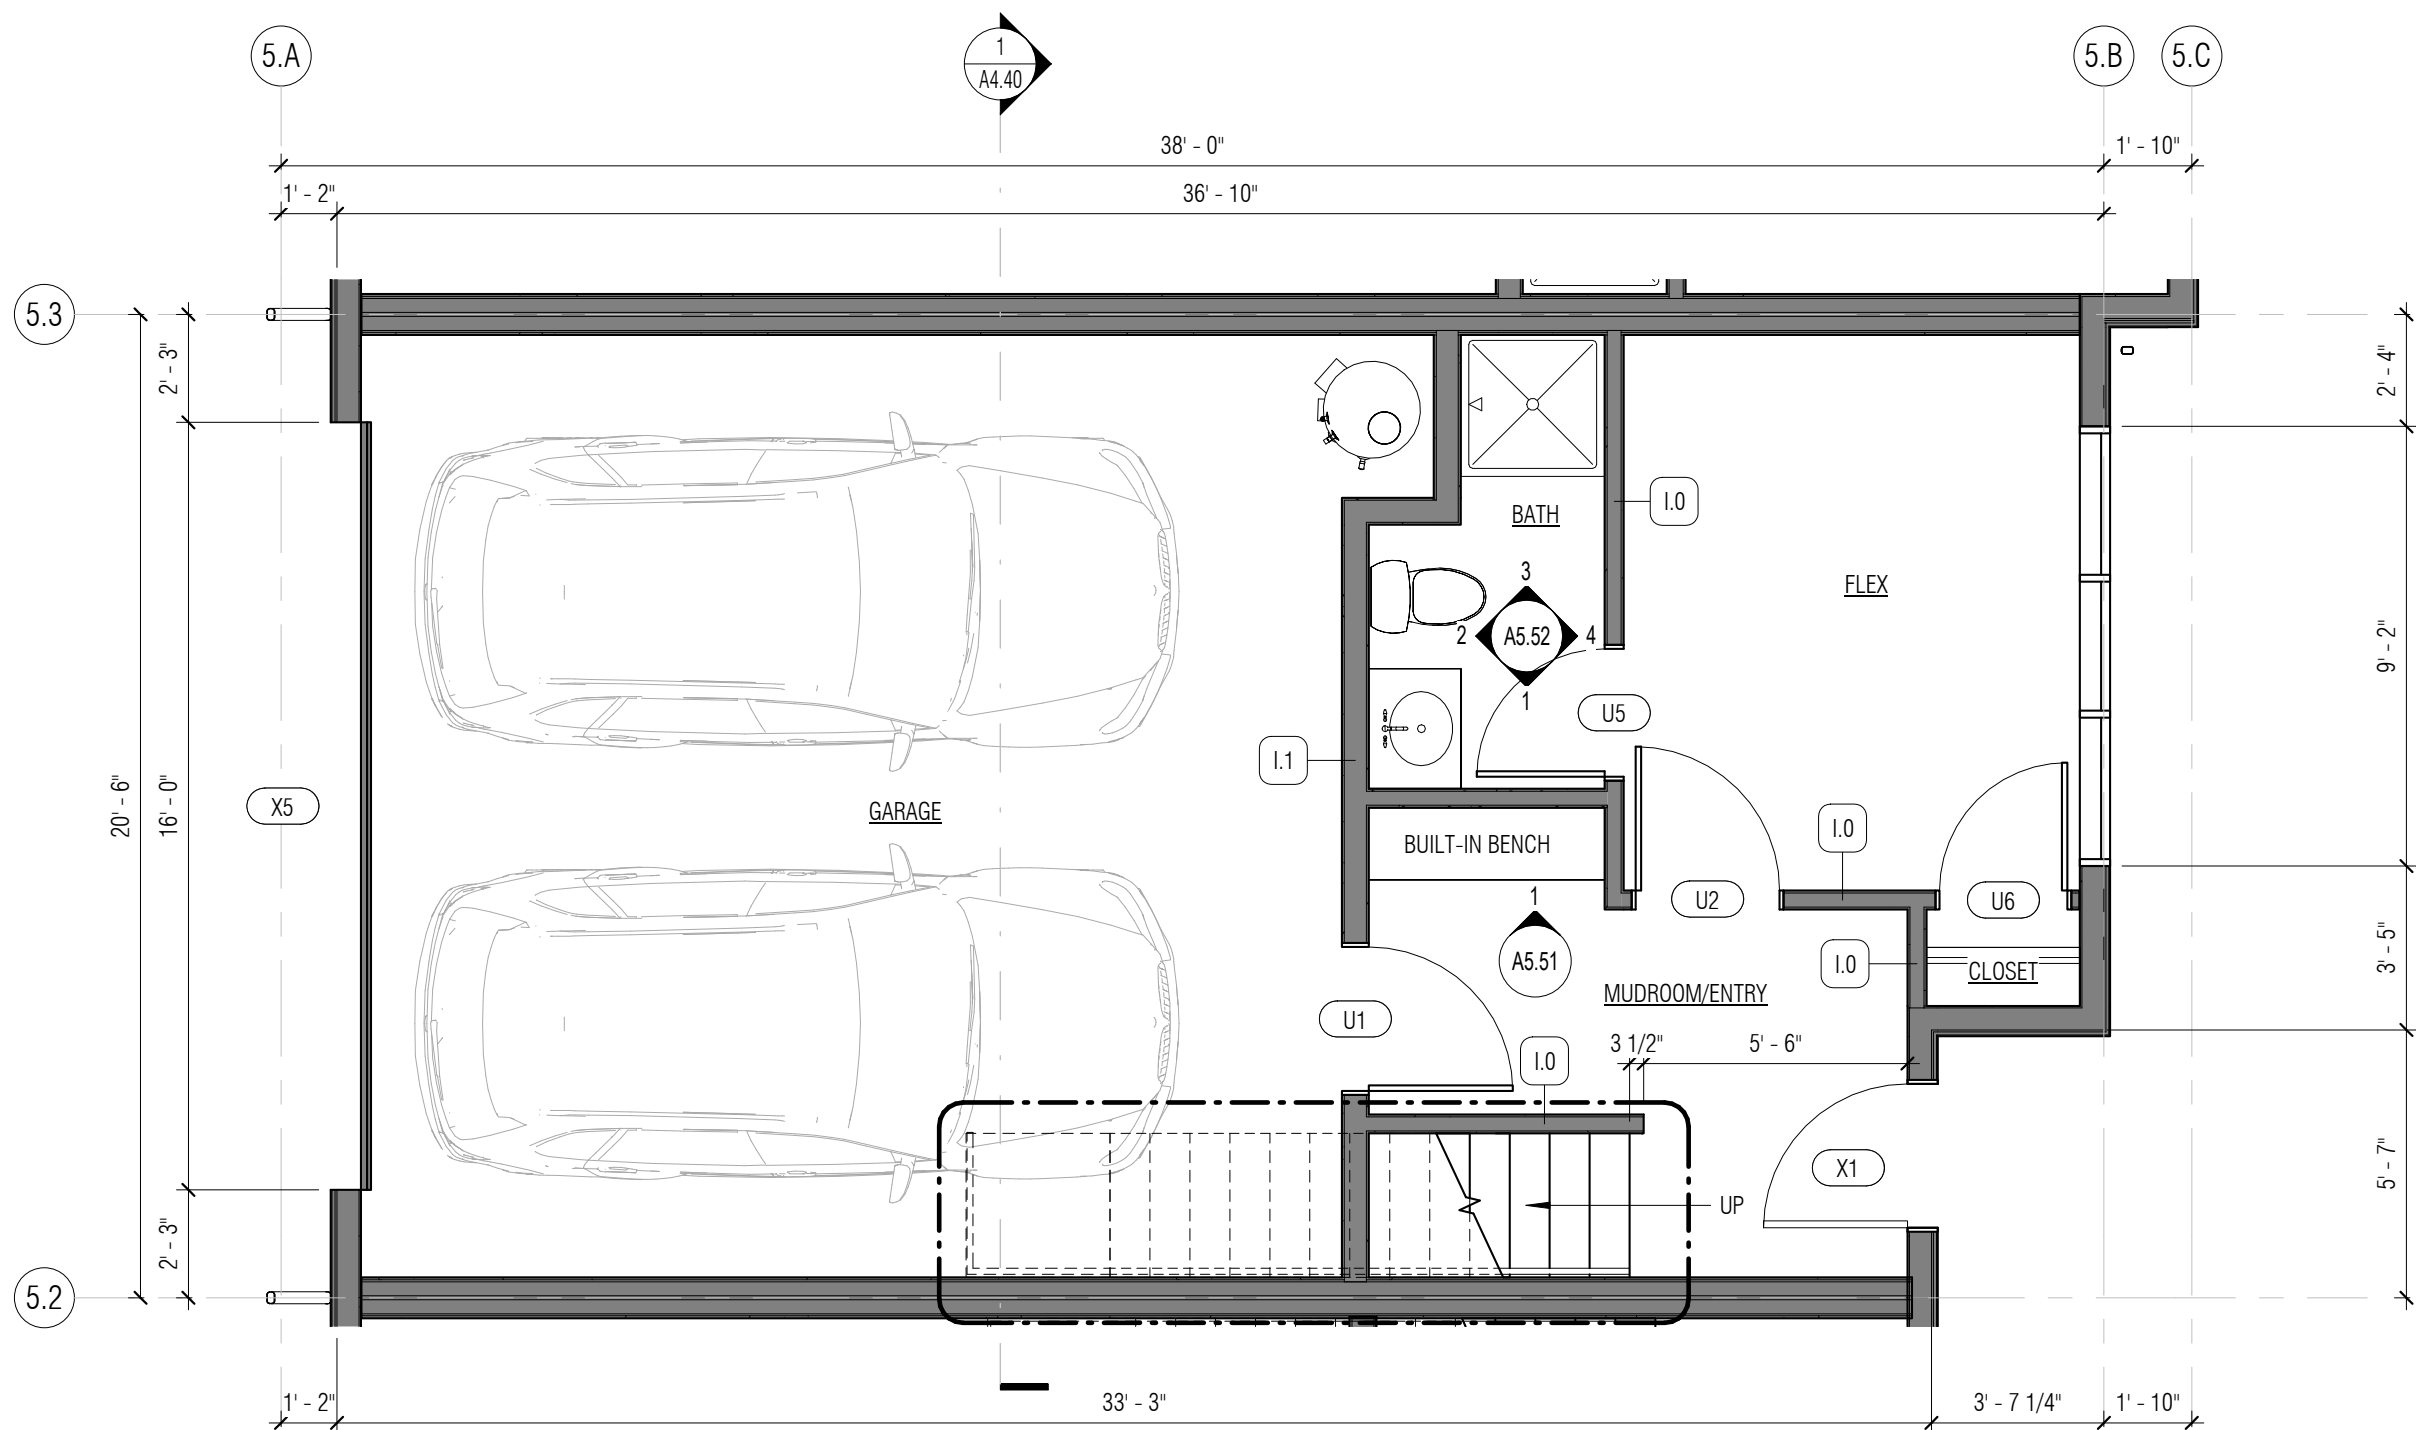 5.A
1
A4.40
5.B
5.C
38' - 0"
1' - 10"
1' - 2"
36' - 10"
5.3
2' - 3"
2' - 4"
I.0
BATH
3
FLEX
2
A5.52
4
9' - 2"
1
U5
I.1
20' - 6"
16' - 0"
X5
GARAGE
I.0
BUILT-IN BENCH
1
U2
U6
3' - 5"
A5.51
I.0
CLOSET
MUDROOM/ENTRY
U1
3 1/2"
5' - 6"
I.0
X1
5' - 7"
UP
2' - 3"
5.2
1' - 2"
33' - 3"
3' - 7 1/4"
1' - 10"